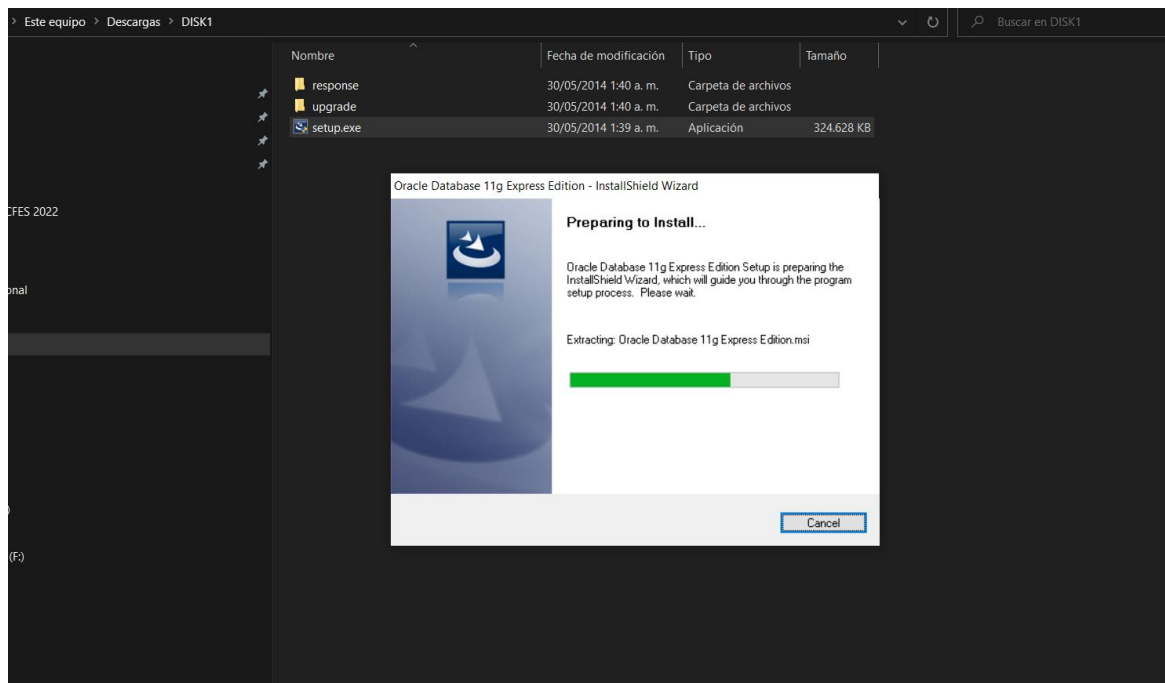 Este equipo > Descargas > DISK1
Buscar en DISK1
Nombre Fecha de modificación Tipo Tamaño
response 30/05/2014 1:40 a. m. Carpeta de archivos
upgrade 30/05/2014 1:40 a. m. Carpeta de archivos
setup.exe 30/05/2014 1:39 a. m. Aplicación 324.628 KB
Oracle Database 11g Express Edition - InstallShield Wizard
CFES 2022
Preparing to Install...
Oracle Database 11g Express Edition Setup is preparing the
InstallShield Wizard, which will guide you through the program
setup process. Please wait.
onal
Extracting: Oracle Database 11g Express Edition.msi
Cancel
)
(F:)